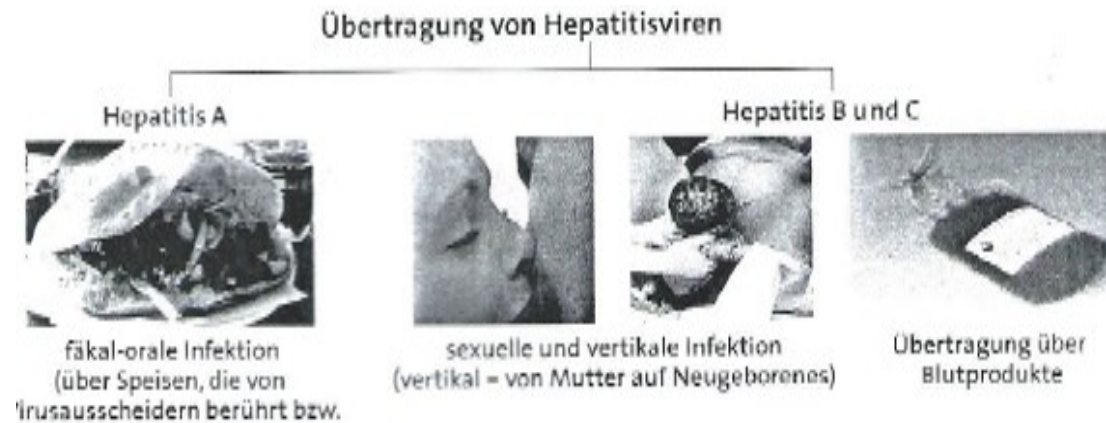 Übertragung von Hepatitisviren
Hepatitis A
Hepatitis B und C
fäkal-orale Infektion
(über Speisen, die von
irusausscheidern berührt bzw.
sexuelle und vertikale Infektion
(vertikal = von Mutter auf Neugeborenes)
Übertragung über
Blutprodukte